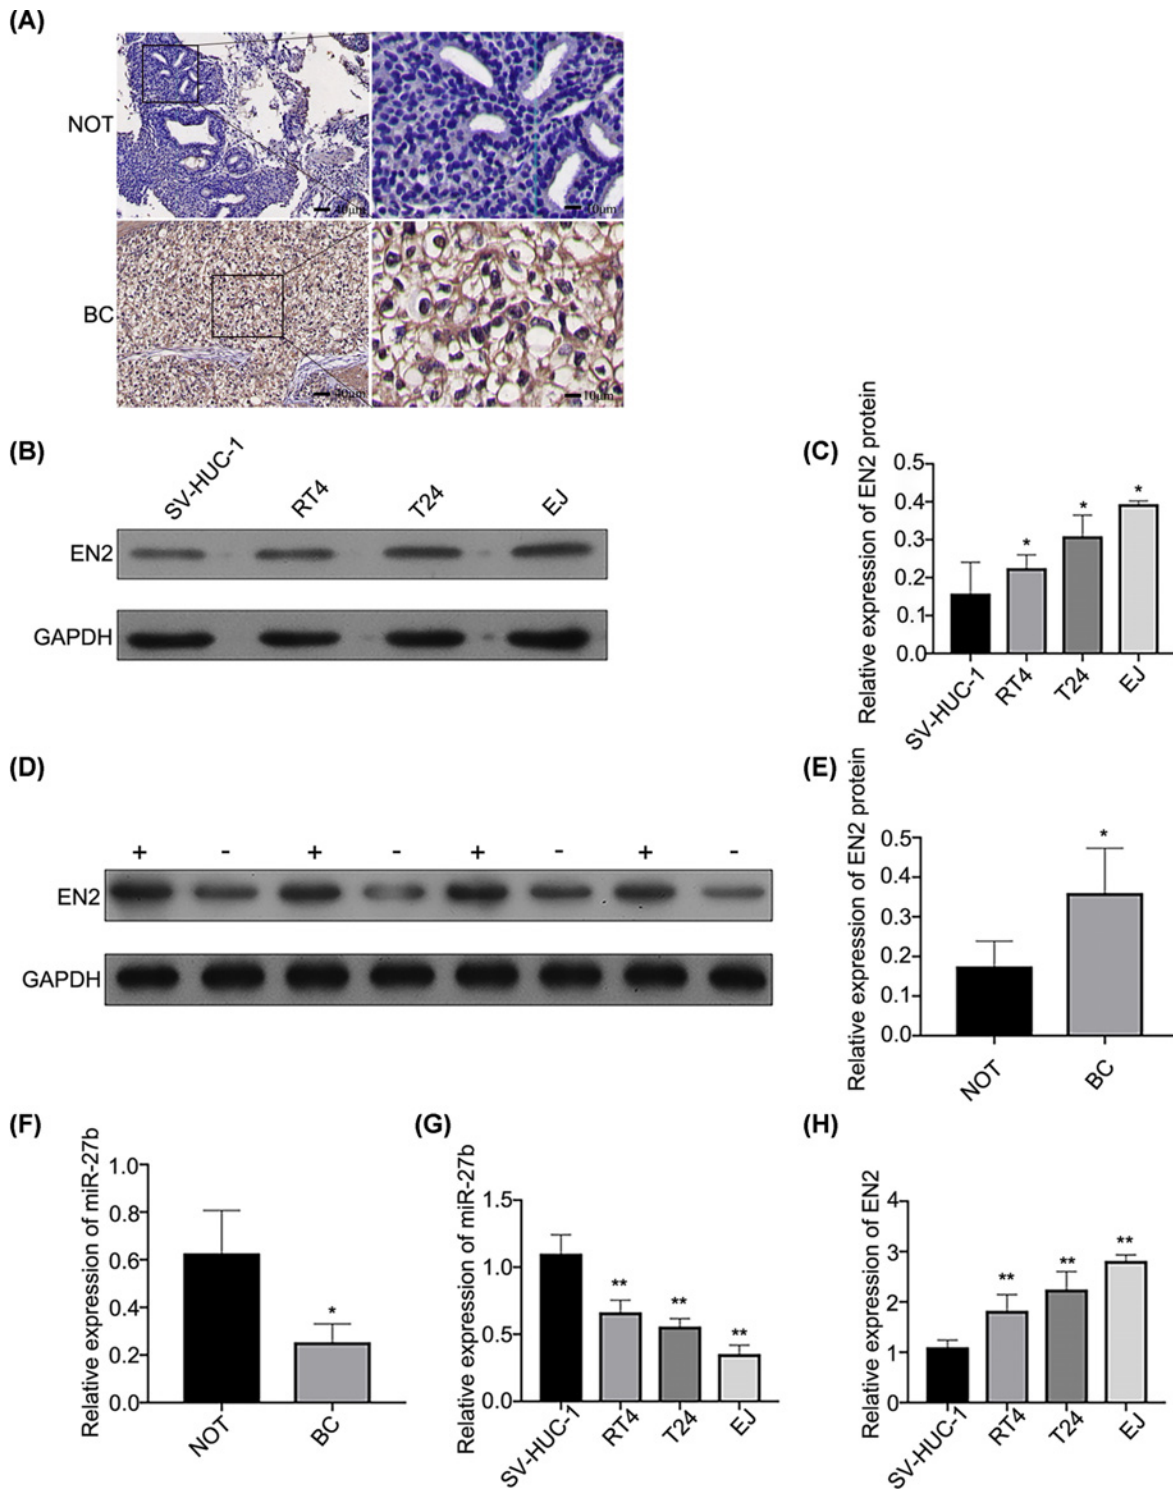 (A)
NOT
40μm
10μm
BC
40μm
10μm
(B)
SV-HUC-1
RT4
T24
EJ
EN2
GAPDH
(C)
Relative expression of EN2 protein
0.5
0.4
0.3
0.2
0.1
0.0
*
*
*
SV-HUC-1
RT4
T24
EJ
(D)
+ - + - + - + -
EN2
GAPDH
(E)
Relative expression of EN2 protein
0.5
0.4
0.3
0.2
0.1
0.0
*
NOT
BC
(F)
Relative expression of miR-27b
1.0
0.8
0.6
0.4
0.2
0.0
*
NOT
BC
(G)
Relative expression of miR-27b
1.5
1.0
0.5
0.0
**
**
**
SV-HUC-1
RT4
T24
EJ
(H)
Relative expression of EN2
4
3
2
1
0
**
**
**
SV-HUC-1
RT4
T24
EJ